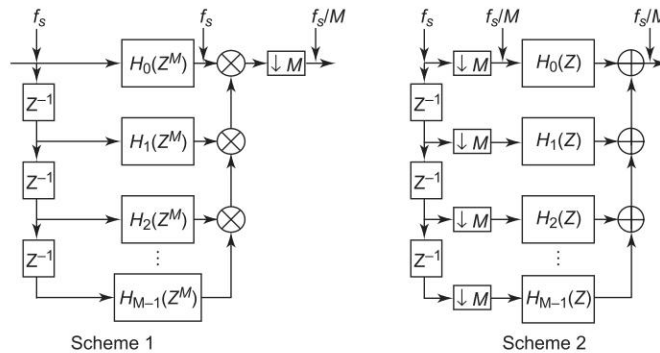 f_s f_s f_s/M
H_0(Z^M) ↓ M
Z^{-1}
H_1(Z^M)
Z^{-1}
H_2(Z^M)
Z^{-1}
⋮
H_{M-1}(Z^M)
Scheme 1
f_s f_s/M f_s/M
↓ M H_0(Z)
Z^{-1}
↓ M H_1(Z)
Z^{-1}
↓ M H_2(Z)
Z^{-1}
⋮
↓ M H_{M-1}(Z)
Scheme 2